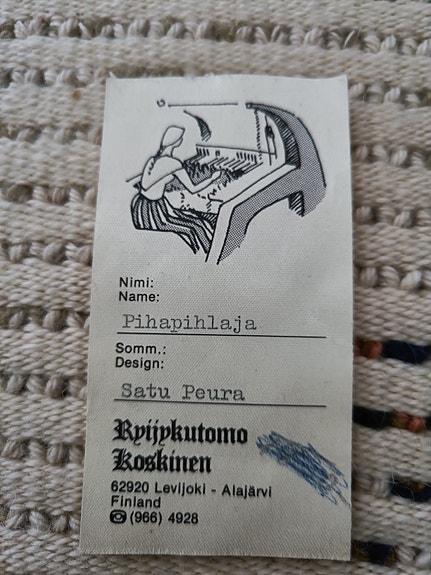 Nimi:
Name:
Pihapihlaja
Somm.:
Design:
Satu Peura
Ryijykutomo
Koskinen
62920 Levijoki - Alajärvi
Finland
☎ (966) 4928